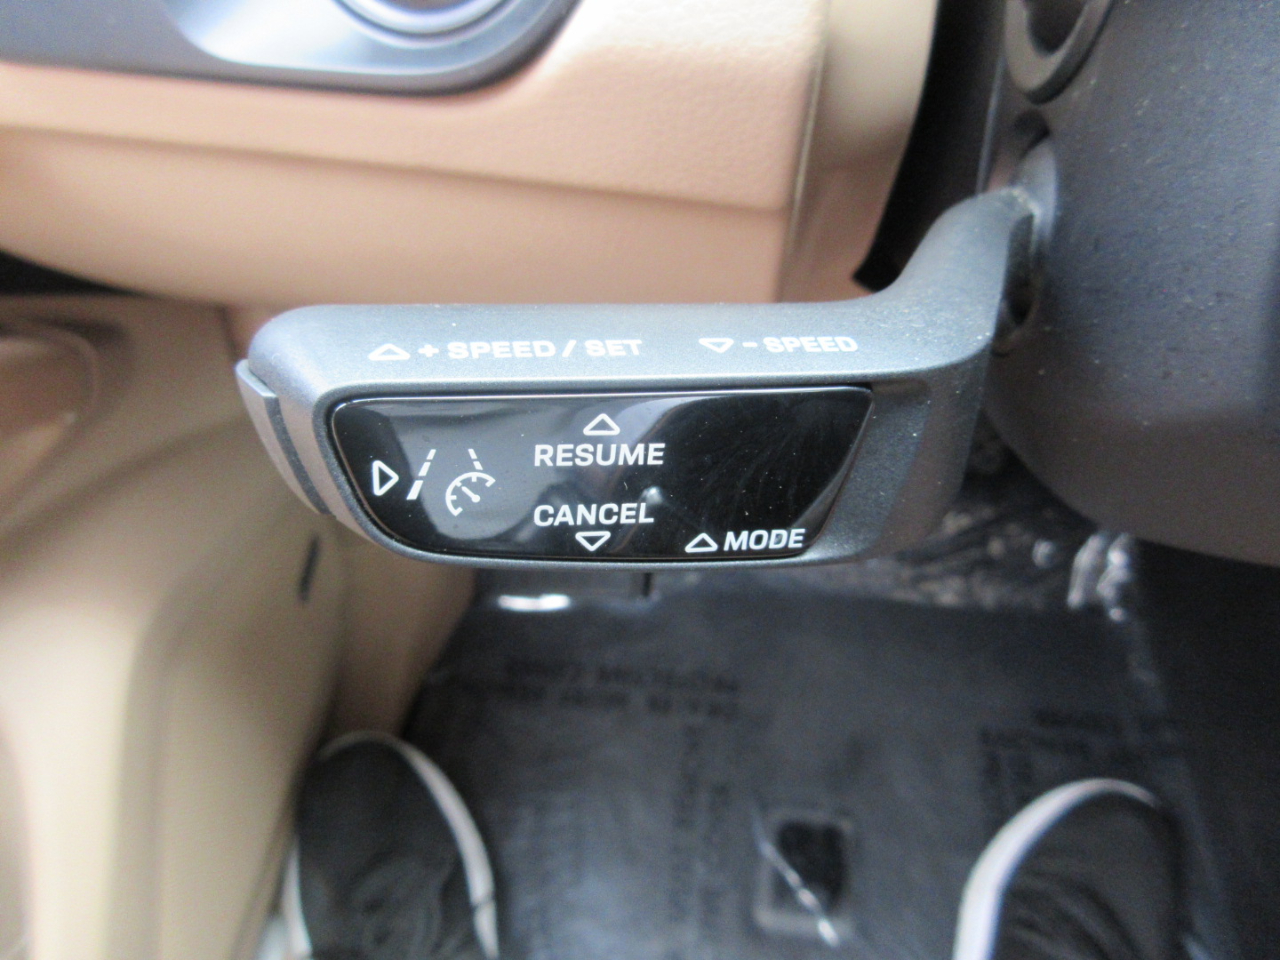 △ + SPEED / SET ▽ - SPEED
△
RESUME
CANCEL
▽
△ MODE